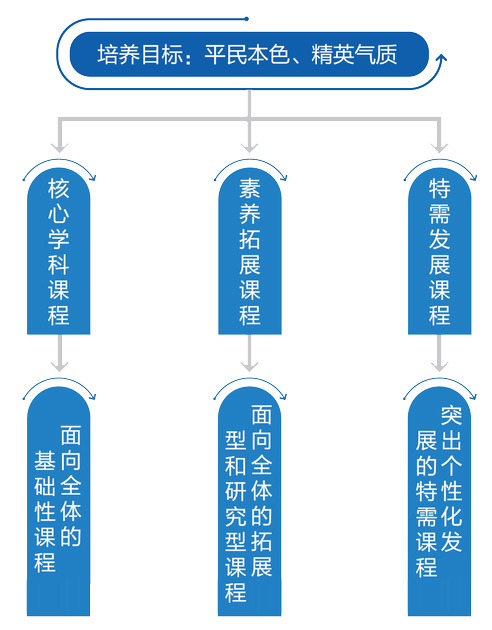 培养目标：平民本色、精英气质
核心学科课程
素养拓展课程
特需发展课程
面向全体的
基础性课程
面向全体的拓展
型和研究型课程
突出个性化发
展的特需课程